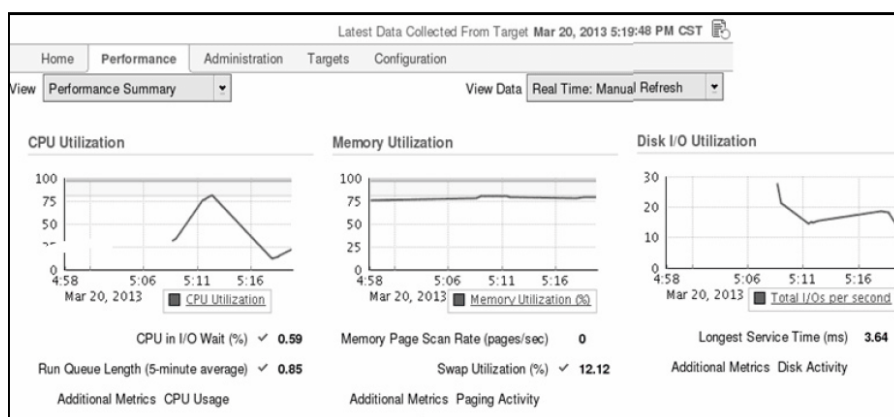 Latest Data Collected From Target Mar 20, 2013 5:19:48 PM CST
Home Performance Administration Targets Configuration
View Performance Summary View Data Real Time: Manual Refresh
CPU Utilization
100
75
50
0
4:58 5:06 5:11 5:16
Mar 20, 2013 CPU Utilization
CPU in I/O Wait (%) ✓ 0.59
Run Queue Length (5-minute average) ✓ 0.85
Additional Metrics CPU Usage
Memory Utilization
100
75
50
25
0
4:58 5:06 5:11 5:16
Mar 20, 2013 Memory Utilization (%)
Memory Page Scan Rate (pages/sec) 0
Swap Utilization (%) ✓ 12.12
Additional Metrics Paging Activity
Disk I/O Utilization
30
20
10
0
4:58 5:06 5:11 5:16
Mar 20, 2013 Total I/Os per second
Longest Service Time (ms) 3.64
Additional Metrics Disk Activity